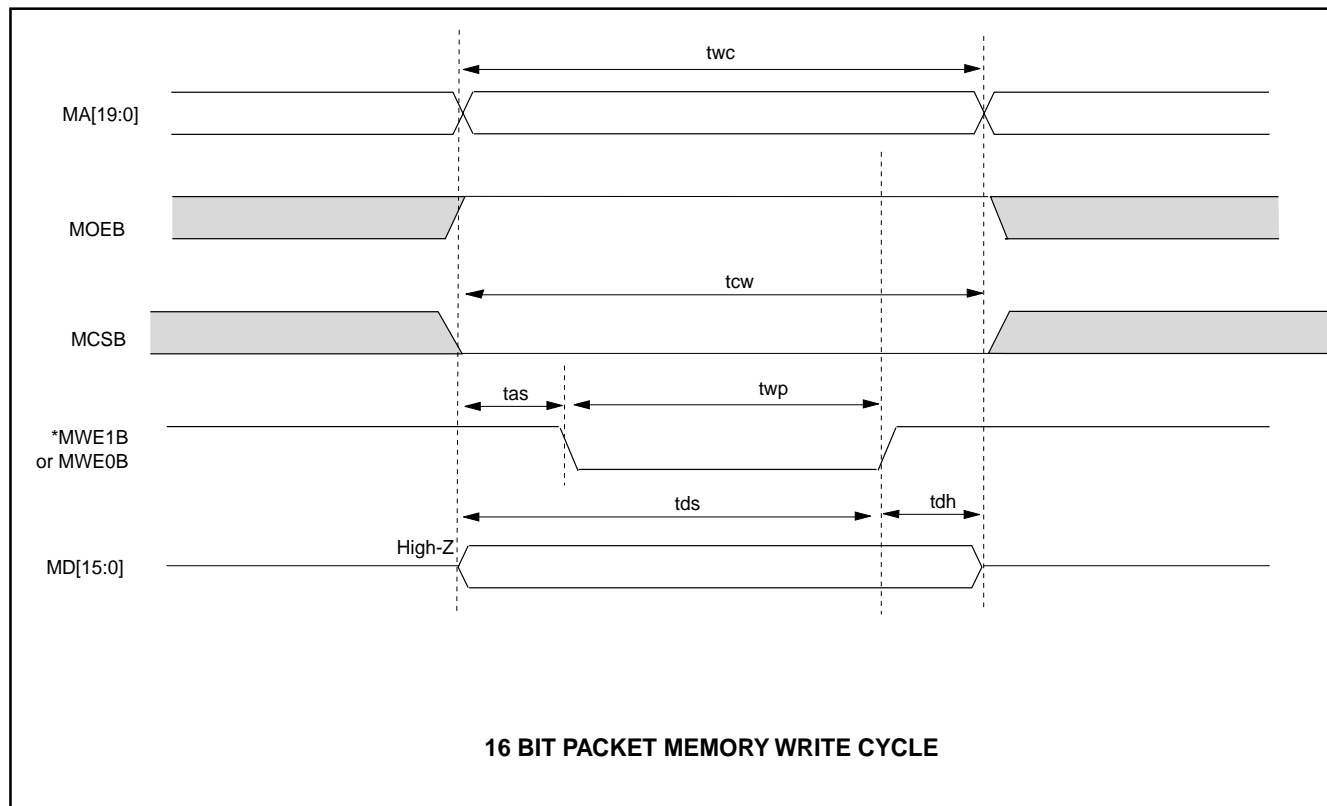 twc
MA[19:0]
MOEB
tcw
MCSB
tas
twp
*MWE1B
or MWE0B
tds
tdh
High-Z
MD[15:0]
16 BIT PACKET MEMORY WRITE CYCLE